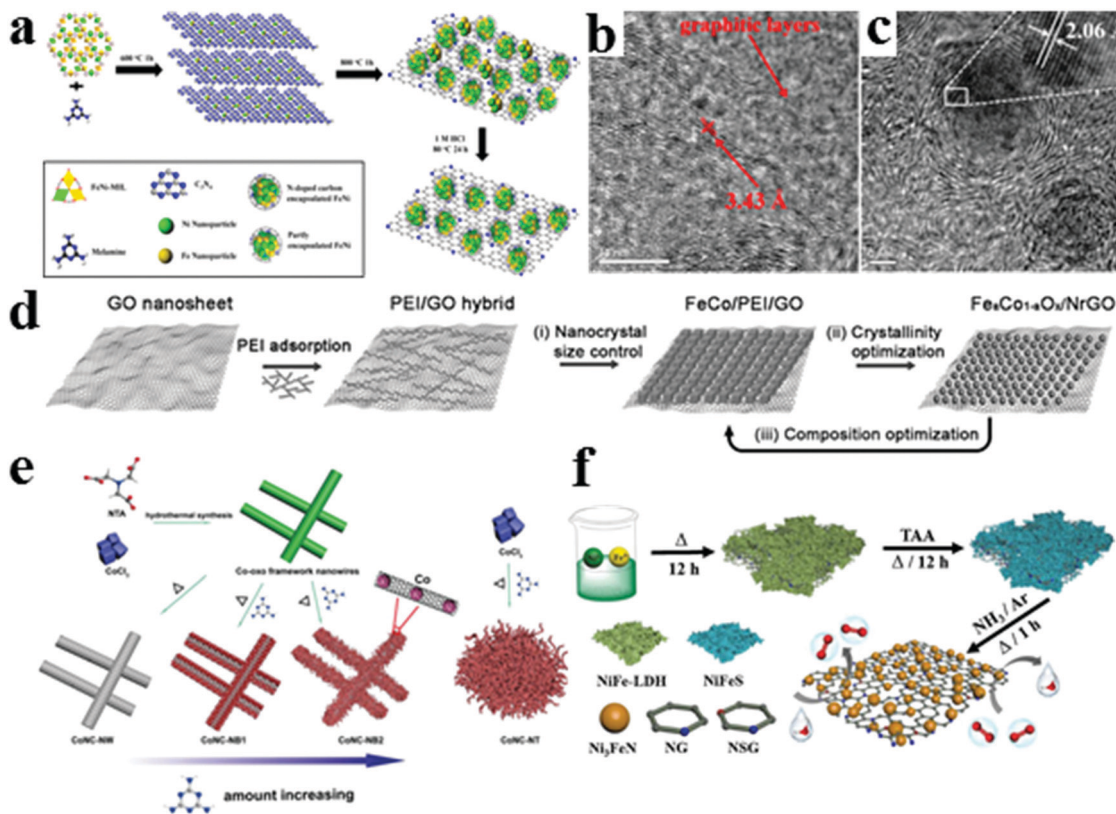 a
600 °C 1h
800 °C 1h
1 M HCl
80 °C 24 h
FeNi-MIL
C₃N₄
N-doped carbon
encapsulated FeNi
Ni Nanoparticle
Melamine
Fe Nanoparticle
Partly
encapsulated FeNi
b
graphitic layers
3.43 Å
c
2.06
d
GO nanosheet
PEI adsorption
PEI/GO hybrid
(i) Nanocrystal
size control
FeCo/PEI/GO
(ii) Crystallinity
optimization
(iii) Composition optimization
e
NTA
hydrothermal synthesis
CoCl₂
Co-oxo framework nanowires
Δ
Δ
Δ
Co
CoCl₂
Δ
CoNC-NW
CoNC-NB1
CoNC-NB2
CoNC-NT
amount increasing
f
Δ
12 h
TAA
Δ / 12 h
NH₃ / Ar
Δ / 1 h
NiFe-LDH
NiFeS
Ni₃FeN
NG
NSG